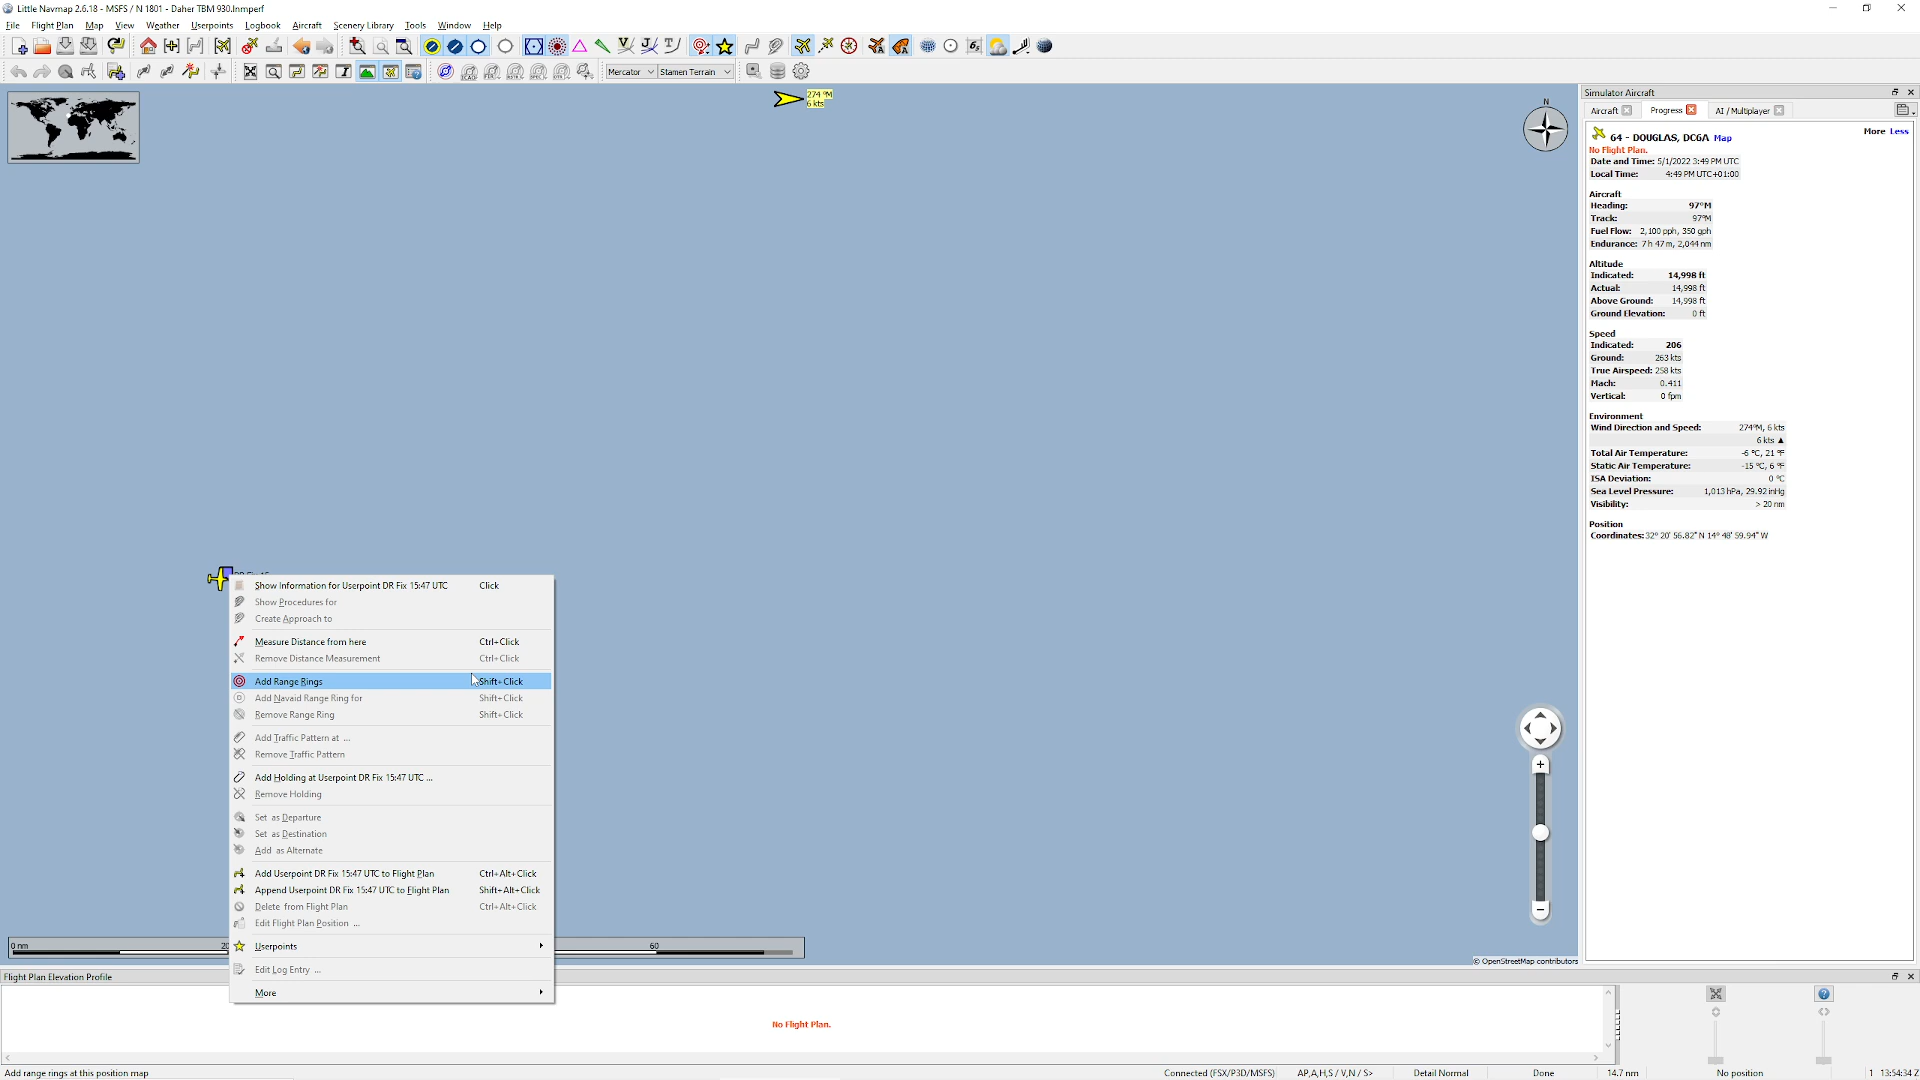 Little Navmap 2.6.18 - MSFS / N 1801 - Daher TBM 930.lnmperf
File Flight Plan Map View Weather Userpoints Logbook Aircraft Scenery Library Tools Window Help
Mercator Stamen Terrain
274 °M
6 kts
N
Simulator Aircraft
Aircraft Progress AI / Multiplayer
64 - DOUGLAS, DC6A Map More Less
No Flight Plan.
Date and Time: 5/1/2022 3:49 PM UTC
Local Time: 4:49 PM UTC+01:00
Aircraft
Heading: 97°M
Track: 97°M
Fuel Flow: 2,100 pph, 350 gph
Endurance: 7 h 47 m, 2,044 nm
Altitude
Indicated: 14,998 ft
Actual: 14,998 ft
Above Ground: 14,998 ft
Ground Elevation: 0 ft
Speed
Indicated: 206
Ground: 263 kts
True Airspeed: 258 kts
Mach: 0.411
Vertical: 0 fpm
Environment
Wind Direction and Speed: 274°M, 6 kts
6 kts ▲
Total Air Temperature: -6 °C, 21 °F
Static Air Temperature: -15 °C, 6 °F
ISA Deviation: 0 °C
Sea Level Pressure: 1,013 hPa, 29.92 inHg
Visibility: > 20 nm
Position
Coordinates: 32° 20' 56.82" N 14° 48' 59.94" W
Show Information for Userpoint DR Fix 15:47 UTC Click
Show Procedures for
Create Approach to
Measure Distance from here Ctrl+Click
Remove Distance Measurement Ctrl+Click
Add Range Rings Shift+Click
Add Navaid Range Ring for Shift+Click
Remove Range Ring Shift+Click
Add Traffic Pattern at ...
Remove Traffic Pattern
Add Holding at Userpoint DR Fix 15:47 UTC ...
Remove Holding
Set as Departure
Set as Destination
Add as Alternate
Add Userpoint DR Fix 15:47 UTC to Flight Plan Ctrl+Alt+Click
Append Userpoint DR Fix 15:47 UTC to Flight Plan Shift+Alt+Click
Delete from Flight Plan Ctrl+Alt+Click
Edit Flight Plan Position ...
Userpoints
Edit Log Entry ...
More
0 nm 60
© OpenStreetMap contributors
Flight Plan Elevation Profile
No Flight Plan.
Add range rings at this position map Connected (FSX/P3D/MSFS) AP,A,H,S / V,N / S> Detail Normal Done 14.7 nm No position 1 13:54:34 Z